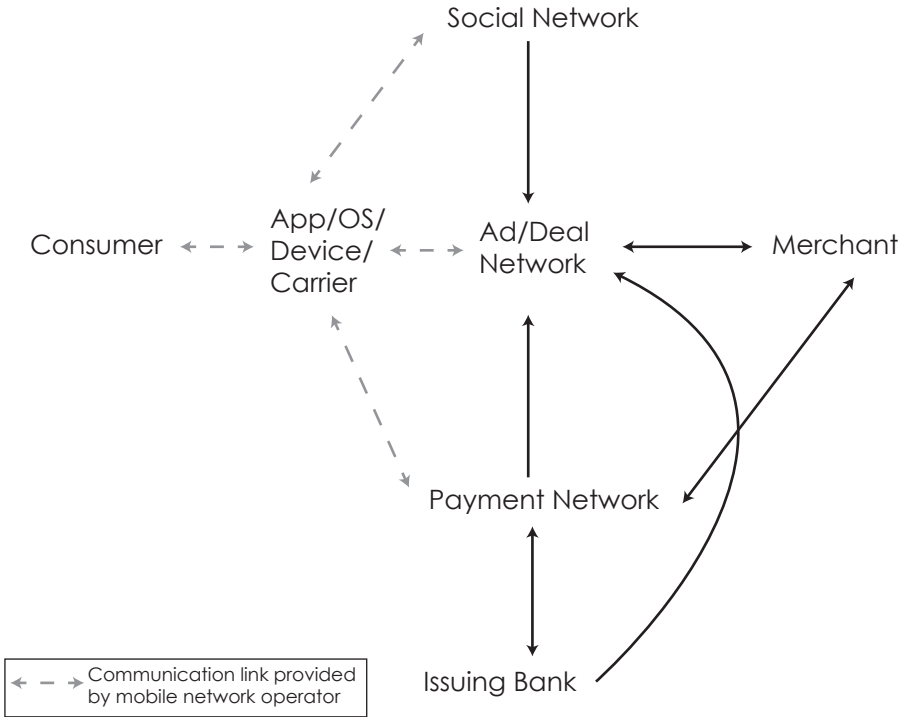 Social Network
Consumer
App/OS/
Device/
Carrier
Ad/Deal
Network
Merchant
Payment Network
Issuing Bank
Communication link provided
by mobile network operator